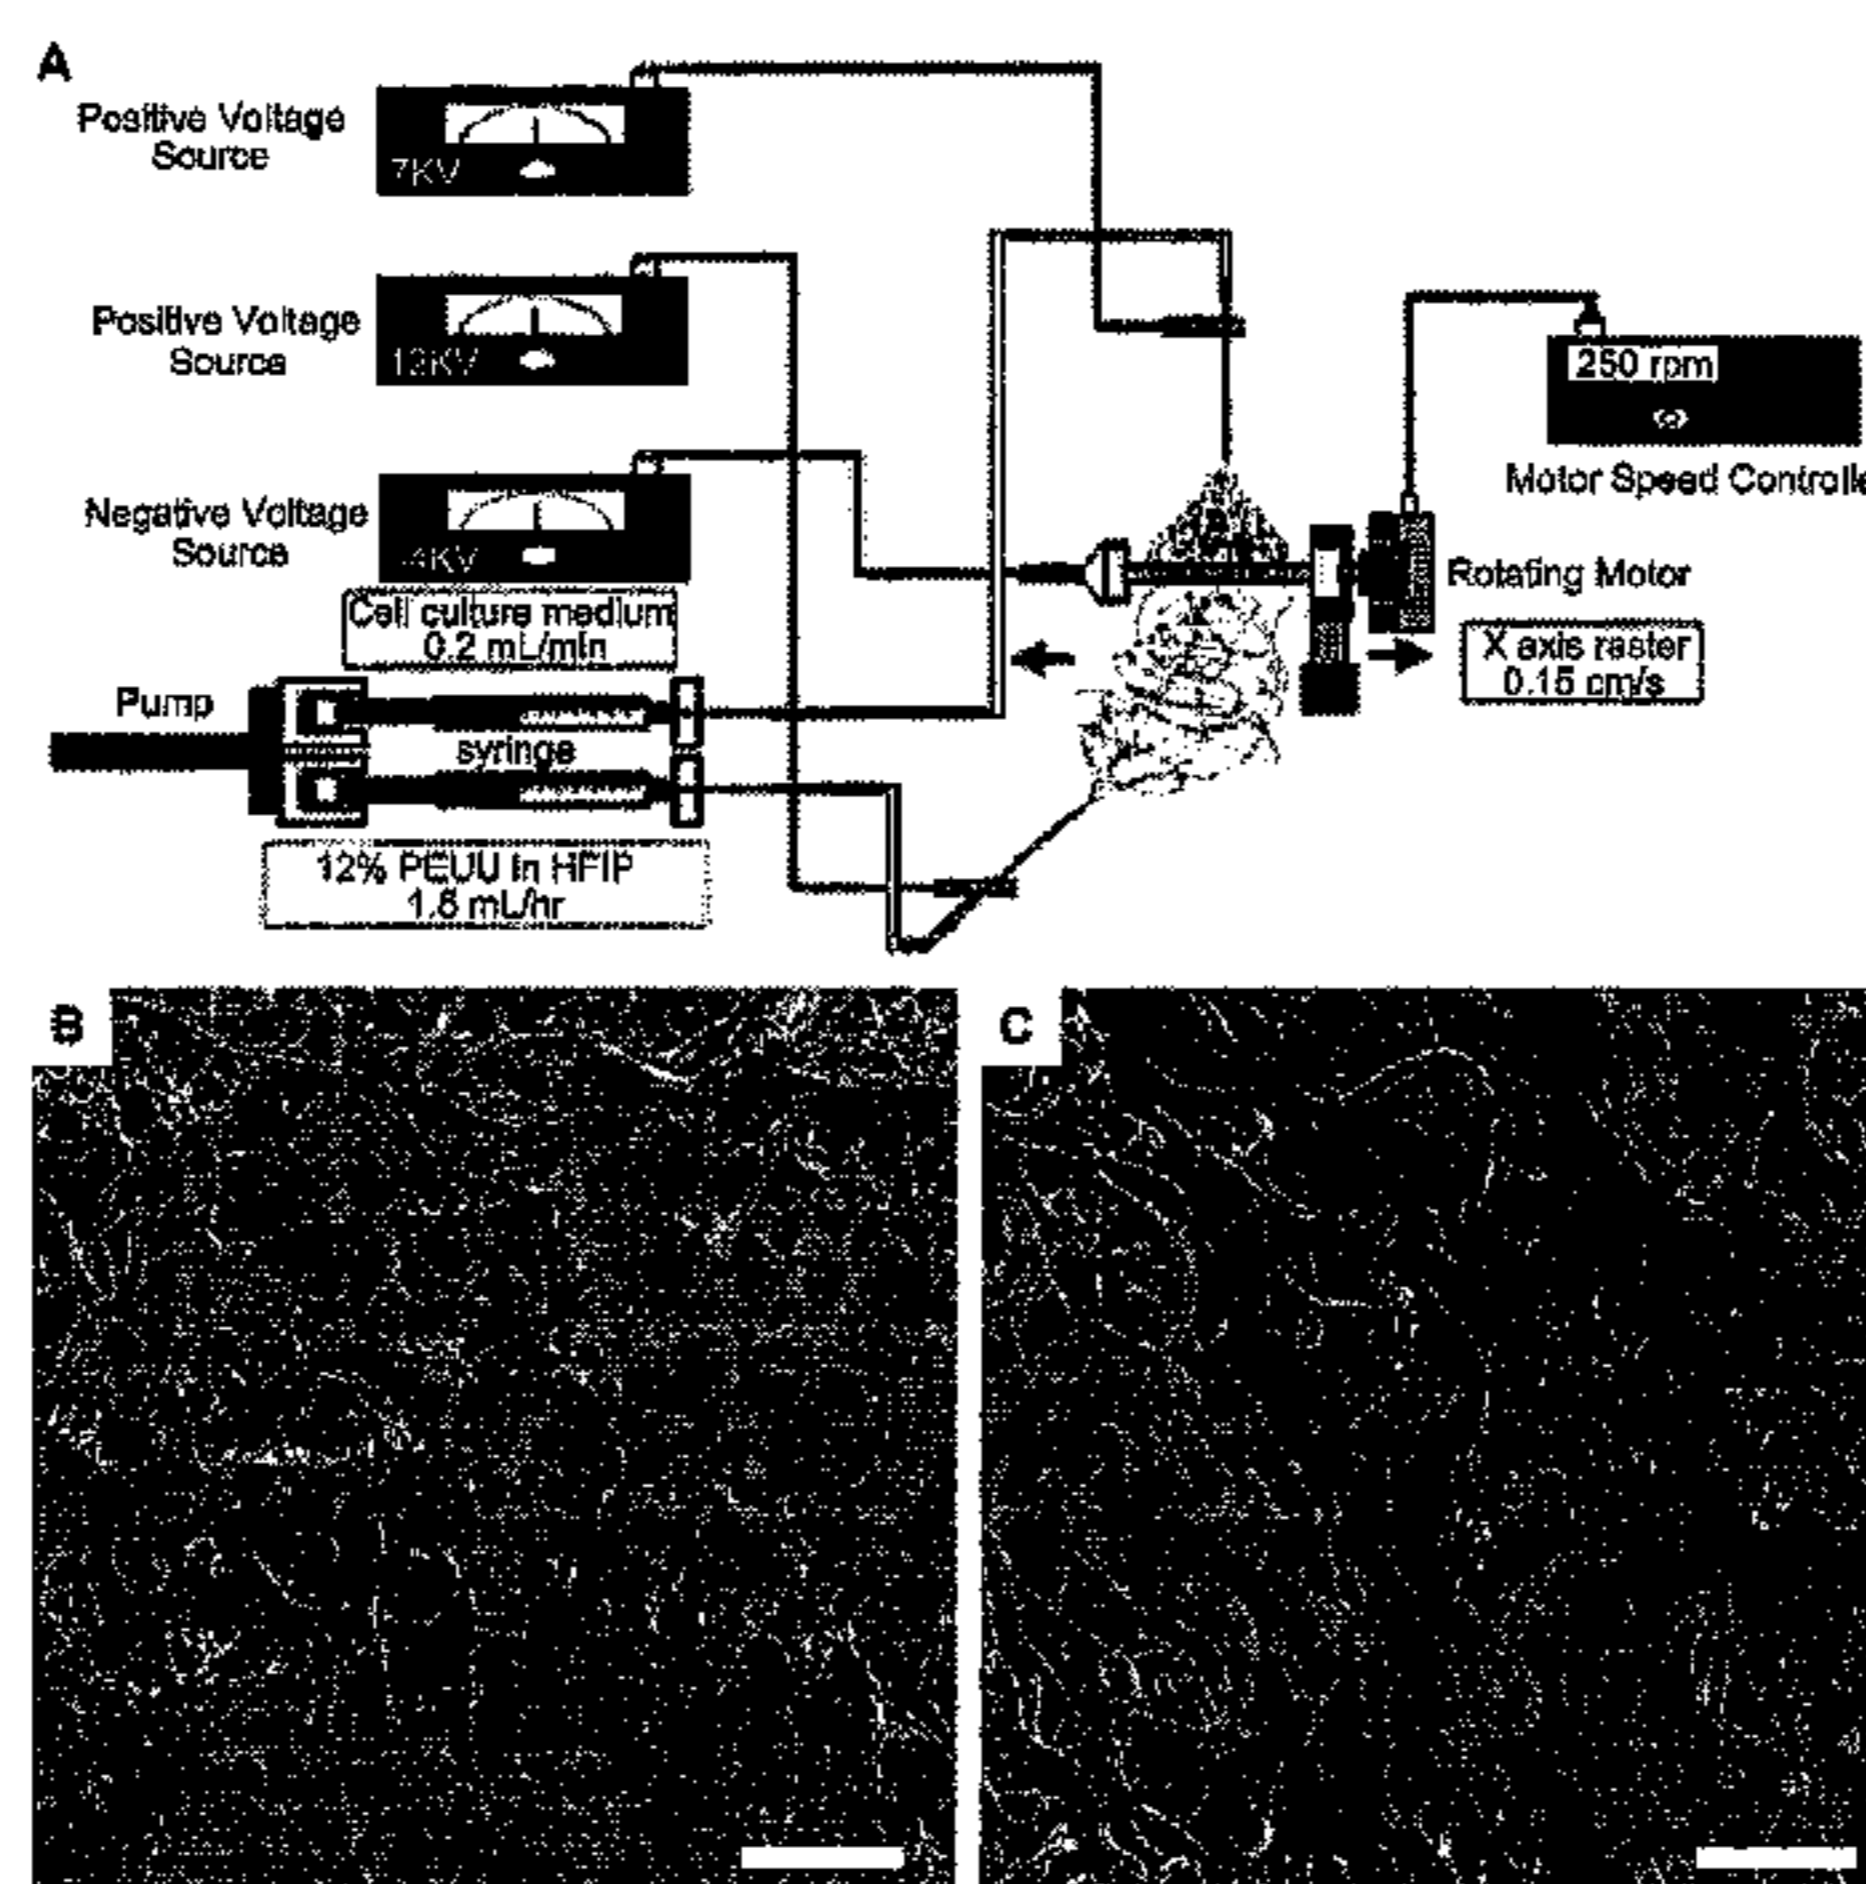 A
Positive Voltage
Source
7KV
Positive Voltage
Source
12KV
Negative Voltage
Source
-4KV
Cell culture medium
0.2 mL/min
Pump
syringe
12% PEUU in HFIP
1.8 mL/hr
250 rpm
Motor Speed Controlle
Rotating Motor
X axis raster
0.15 cm/s
B
C